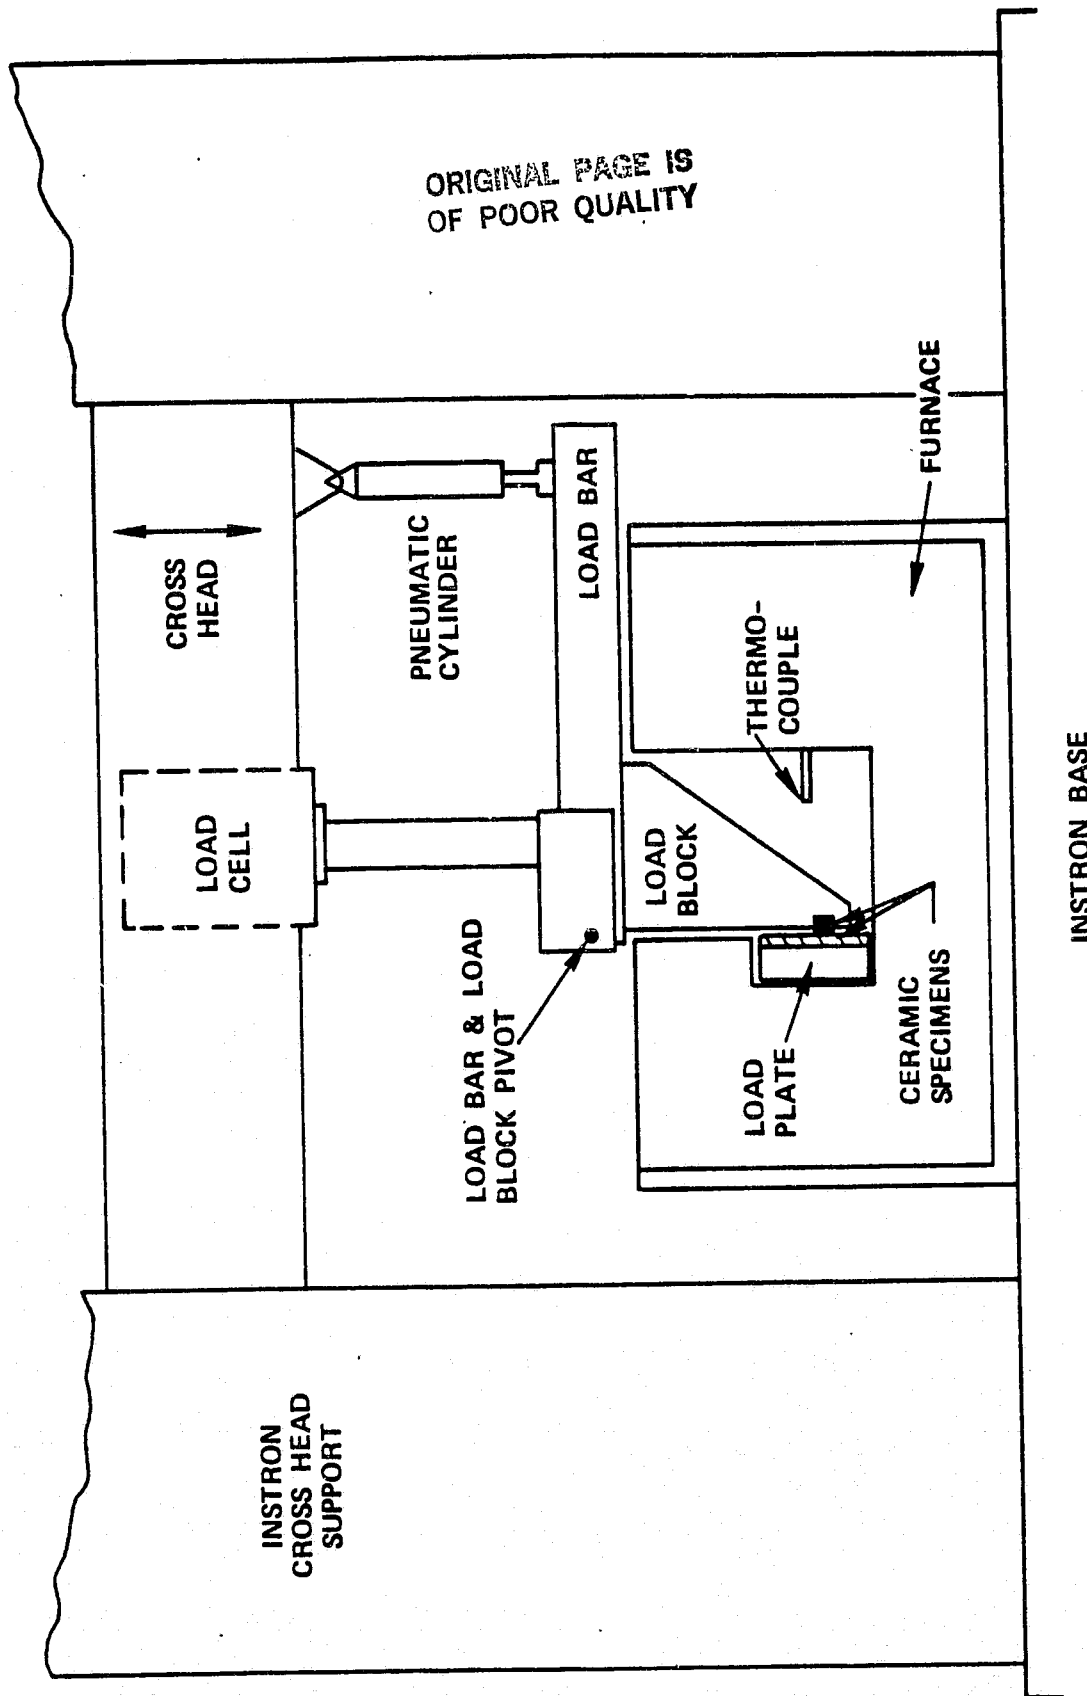 ORIGINAL PAGE IS
OF POOR QUALITY
CROSS
HEAD
LOAD
CELL
PNEUMATIC
CYLINDER
LOAD BAR
LOAD BAR & LOAD
BLOCK PIVOT
LOAD
BLOCK
THERMO-
COUPLE
FURNACE
LOAD
PLATE
CERAMIC
SPECIMENS
INSTRON
CROSS HEAD
SUPPORT
INSTRON BASE